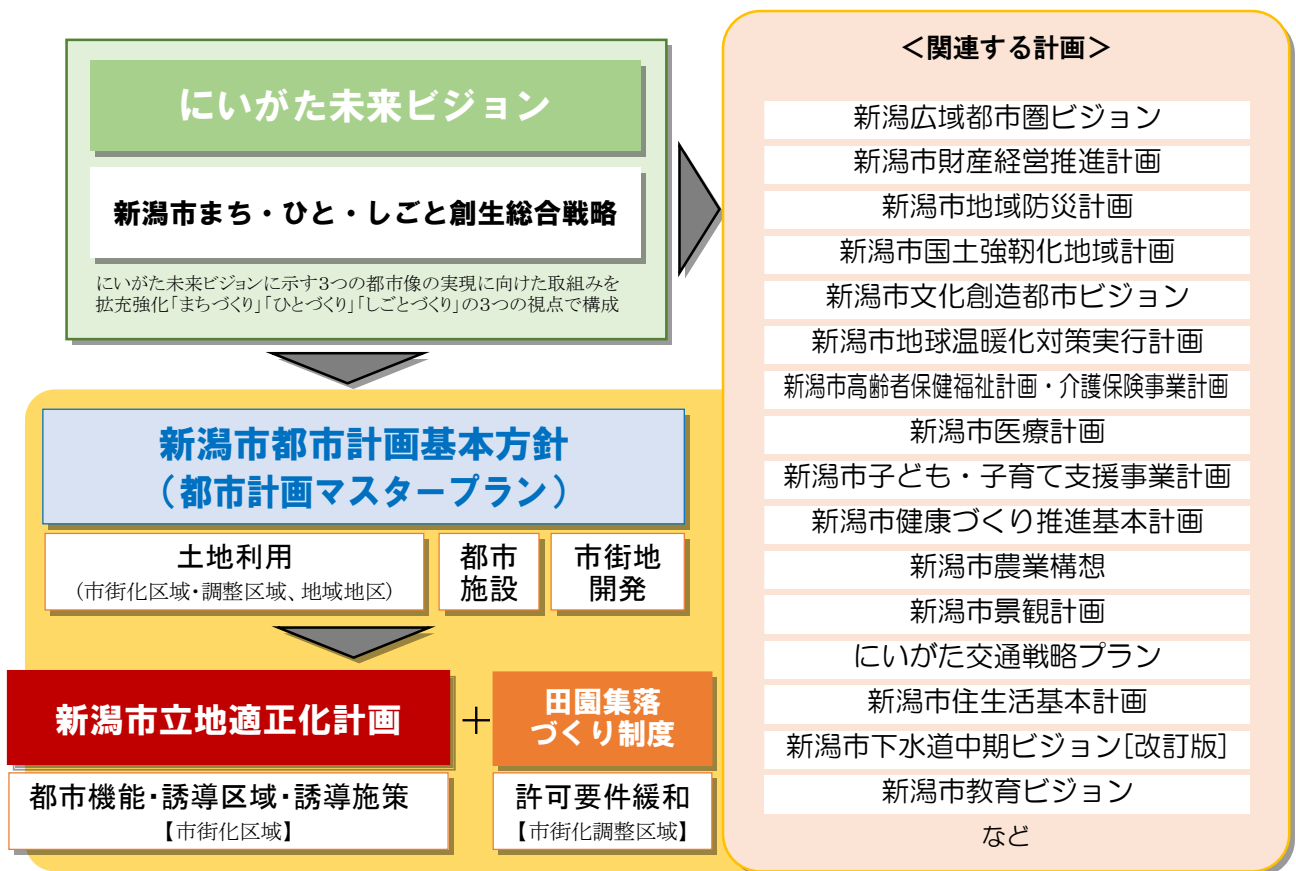 にいがた未来ビジョン
新潟市まち・ひと・しごと創生総合戦略
にいがた未来ビジョンに示す3つの都市像の実現に向けた取組みを
拡充強化「まちづくり」「ひとづくり」「しごとづくり」の3つの視点で構成
新潟市都市計画基本方針
（都市計画マスタープラン）
土地利用
（市街化区域・調整区域、地域地区）
都市
施設
市街地
開発
新潟市立地適正化計画
＋
田園集落
づくり制度
都市機能・誘導区域・誘導施策
【市街化区域】
許可要件緩和
【市街化調整区域】
＜関連する計画＞
新潟広域都市圏ビジョン
新潟市財産経営推進計画
新潟市地域防災計画
新潟市国土強靭化地域計画
新潟市文化創造都市ビジョン
新潟市地球温暖化対策実行計画
新潟市高齢者保健福祉計画・介護保険事業計画
新潟市医療計画
新潟市子ども・子育て支援事業計画
新潟市健康づくり推進基本計画
新潟市農業構想
新潟市景観計画
にいがた交通戦略プラン
新潟市住生活基本計画
新潟市下水道中期ビジョン[改訂版]
新潟市教育ビジョン
など